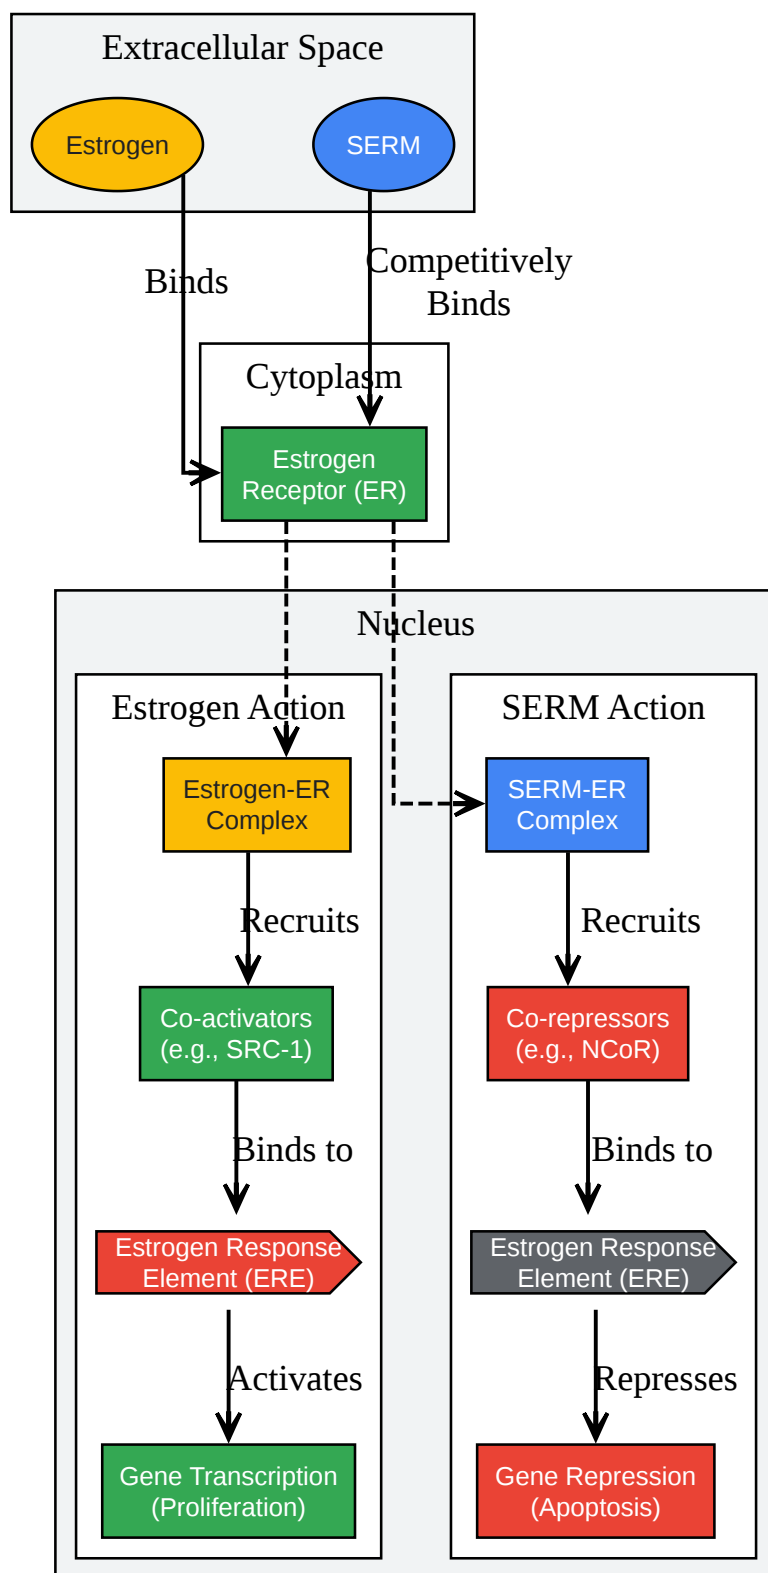 Extracellular Space
Estrogen
SERM
Binds
Competitively
Binds
Cytoplasm
Estrogen
Receptor (ER)
Nucleus
Estrogen Action
SERM Action
Estrogen-ER
Complex
SERM-ER
Complex
Recruits
Recruits
Co-activators
(e.g., SRC-1)
Co-repressors
(e.g., NCoR)
Binds to
Binds to
Estrogen Response
Element (ERE)
Estrogen Response
Element (ERE)
Activates
Represses
Gene Transcription
(Proliferation)
Gene Repression
(Apoptosis)